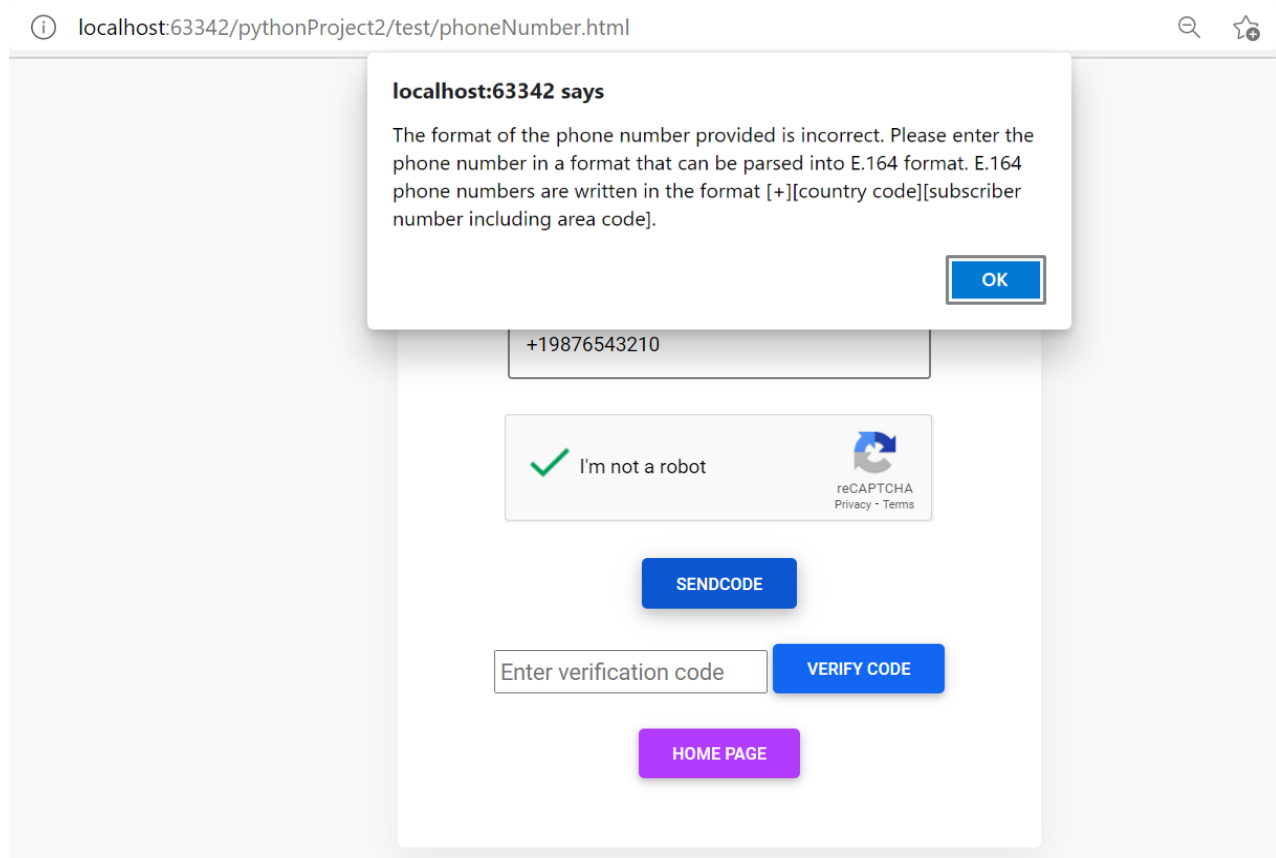 localhost:63342/pythonProject2/test/phoneNumber.html
localhost:63342 says
The format of the phone number provided is incorrect. Please enter the
phone number in a format that can be parsed into E.164 format. E.164
phone numbers are written in the format [+][country code][subscriber
number including area code].
OK
+19876543210
I'm not a robot
reCAPTCHA
Privacy - Terms
SENDCODE
Enter verification code
VERIFY CODE
HOME PAGE